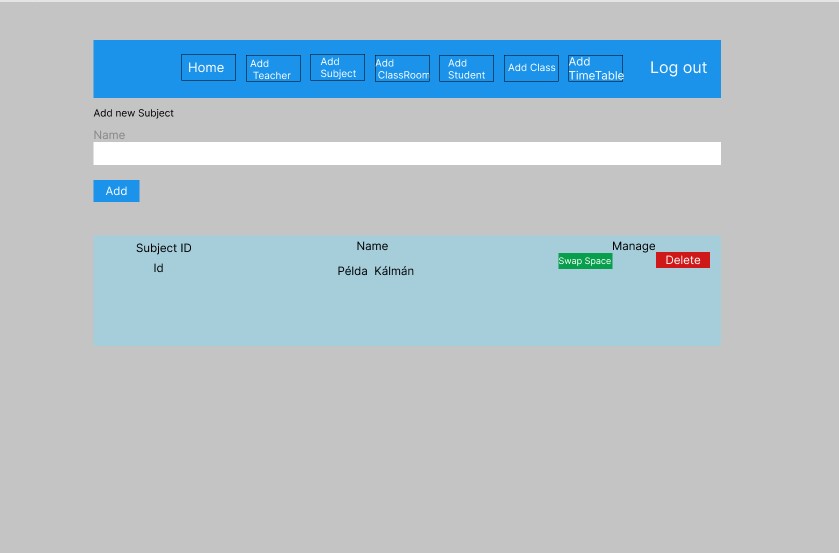 Home
Add
Teacher
Add
Subject
Add
ClassRoom
Add
Student
Add Class
Add
TimeTable
Log out
Add new Subject
Name
Add
Subject ID
Name
Manage
Id
Példa Kálmán
Swap Space
Delete